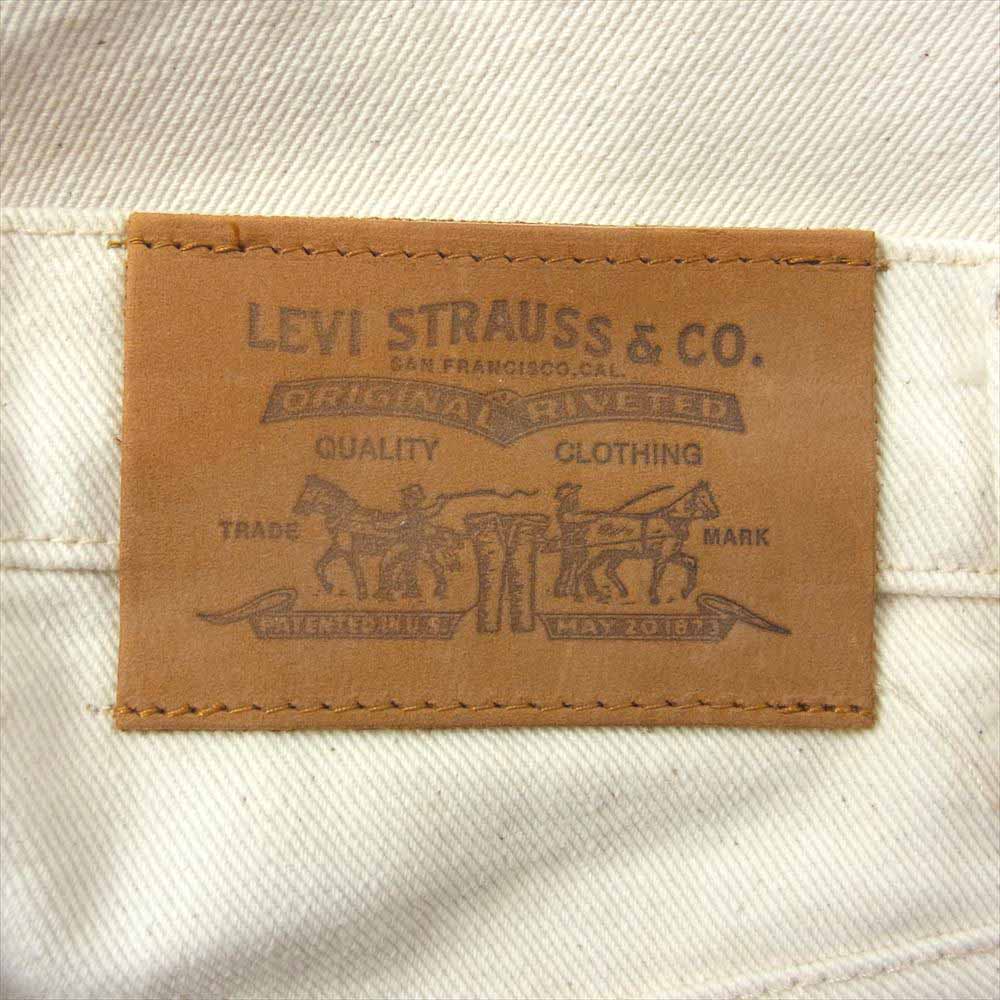 LEVI STRAUSS & CO.
SAN FRANCISCO, CAL.
ORIGINAL RIVETED
QUALITY CLOTHING
TRADE MARK
PATENTED IN U.S. MAY 20 1873